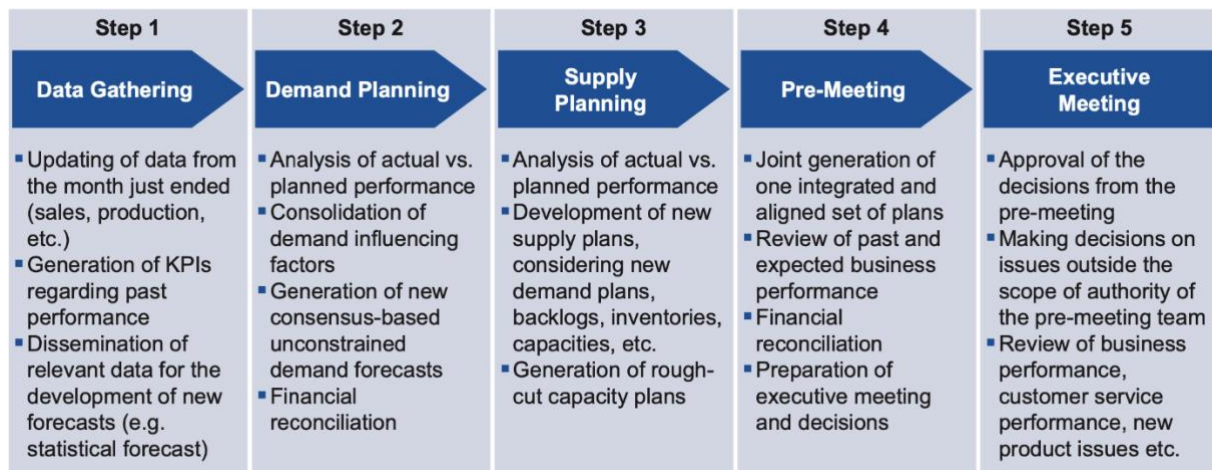 Step 1
Data Gathering
▪ Updating of data from
the month just ended
(sales, production,
etc.)
▪ Generation of KPIs
regarding past
performance
▪ Dissemination of
relevant data for the
development of new
forecasts (e.g.
statistical forecast)
Step 2
Demand Planning
▪ Analysis of actual vs.
planned performance
▪ Consolidation of
demand influencing
factors
▪ Generation of new
consensus-based
unconstrained
demand forecasts
▪ Financial
reconciliation
Step 3
Supply
Planning
▪ Analysis of actual vs.
planned performance
▪ Development of new
supply plans,
considering new
demand plans,
backlogs, inventories,
capacities, etc.
▪ Generation of rough-
cut capacity plans
Step 4
Pre-Meeting
▪ Joint generation of
one integrated and
aligned set of plans
▪ Review of past and
expected business
performance
▪ Financial
reconciliation
▪ Preparation of
executive meeting
and decisions
Step 5
Executive
Meeting
▪ Approval of the
decisions from the
pre-meeting
▪ Making decisions on
issues outside the
scope of authority of
the pre-meeting team
▪ Review of business
performance,
customer service
performance, new
product issues etc.